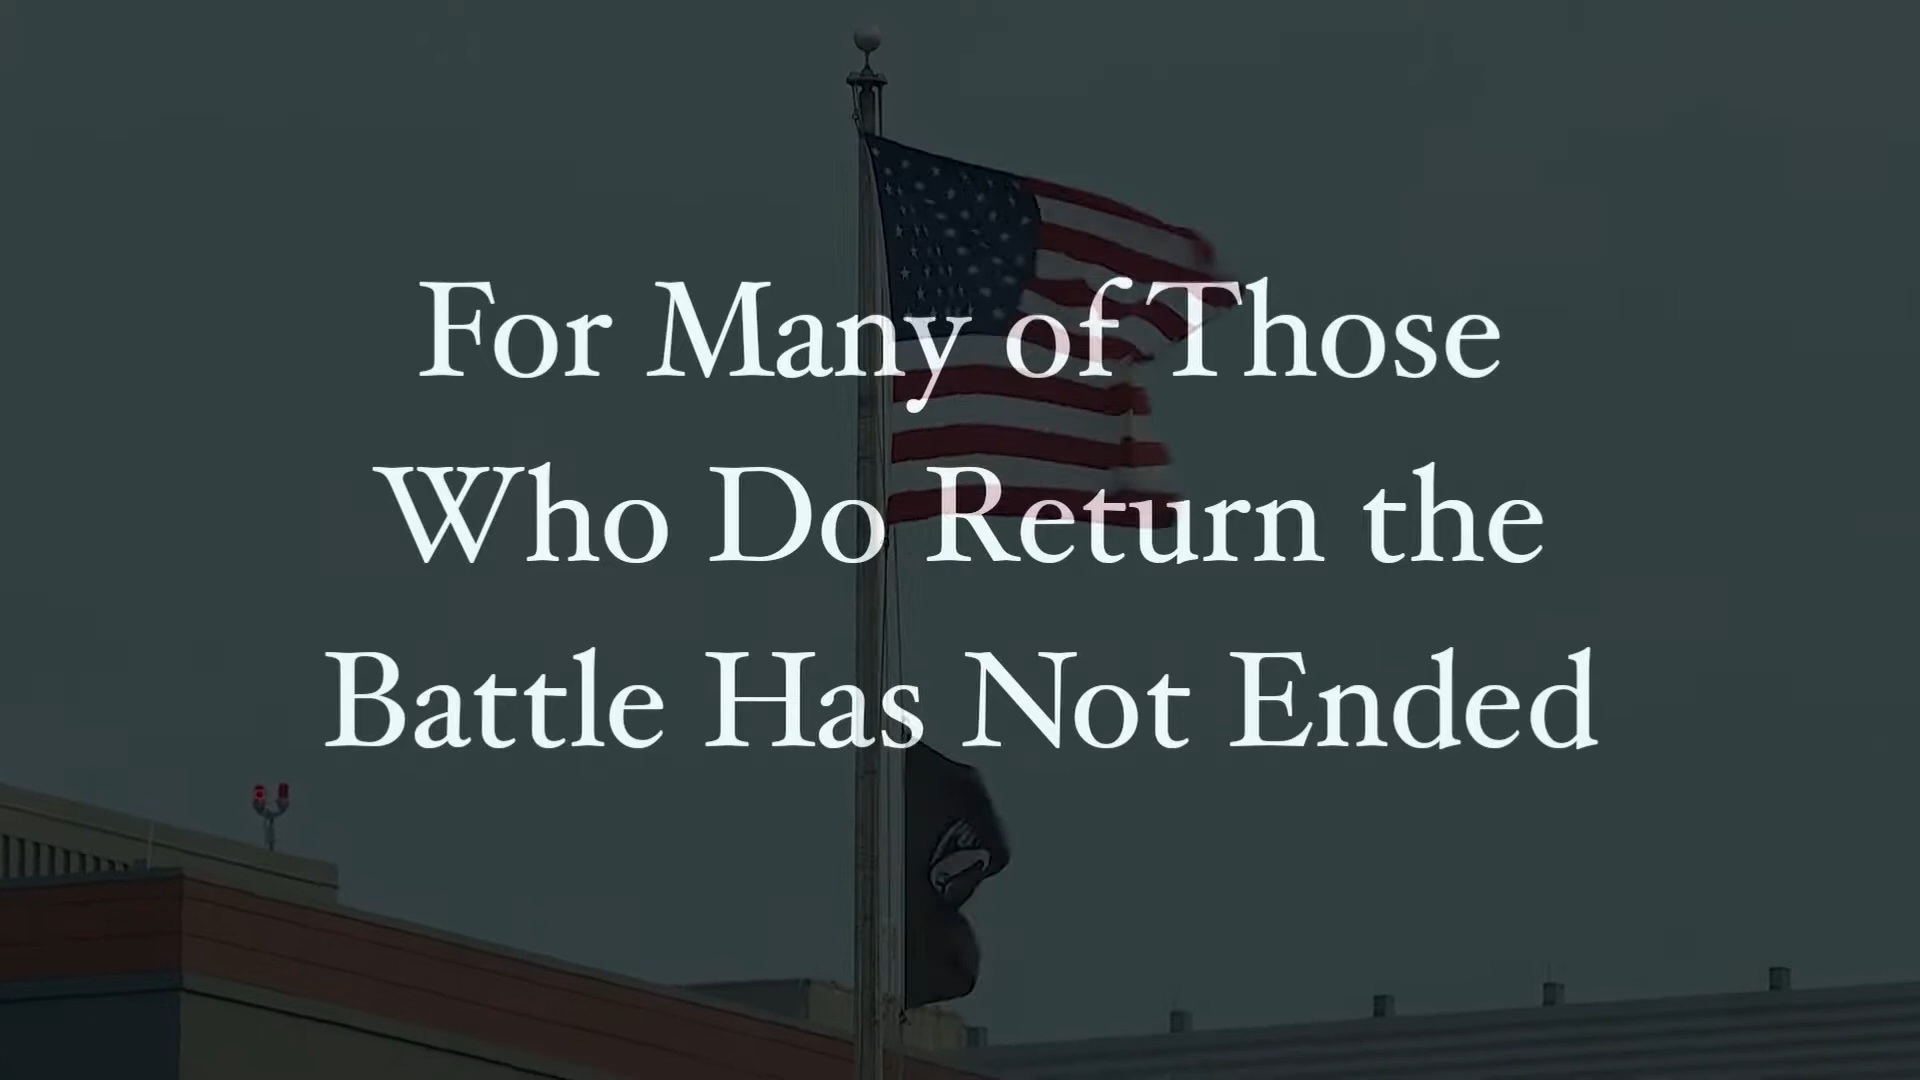 For Many of Those
Who Do Return the
Battle Has Not Ended